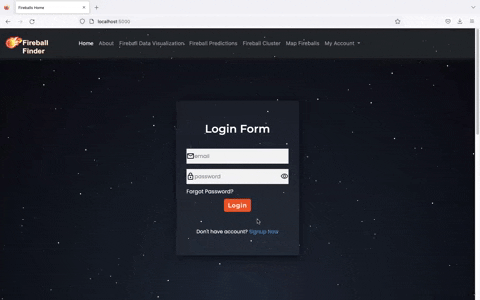 Fireballs Home
localhost:5000
Fireball
Finder
Home About Fireball Data Visualization Fireball Predictions Fireball Cluster Map Fireballs My Account
Login Form
email
password
Forgot Password?
Login
Don't have account? Signup Now